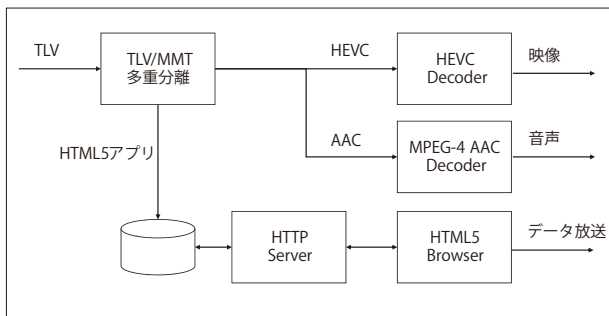 TLV
TLV/MMT
多重分離
HEVC
HEVC
Decoder
映像
AAC
MPEG-4 AAC
Decoder
音声
HTML5アプリ
HTTP
Server
HTML5
Browser
データ放送